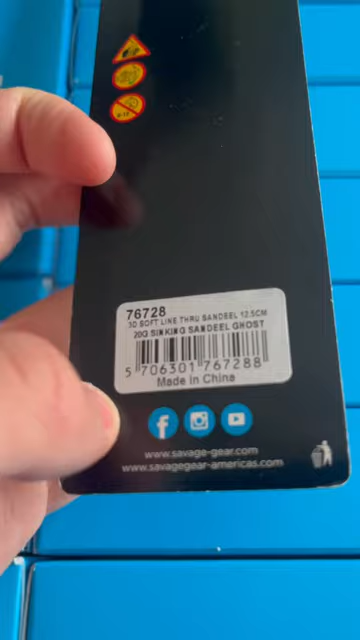 76728
3D SOFT LINE THRU SANDEEL 12.5CM
20G SINKING SANDEEL GHOST
5 706301 767288
Made in China
www.savage-gear.com
www.savagegear-americas.com